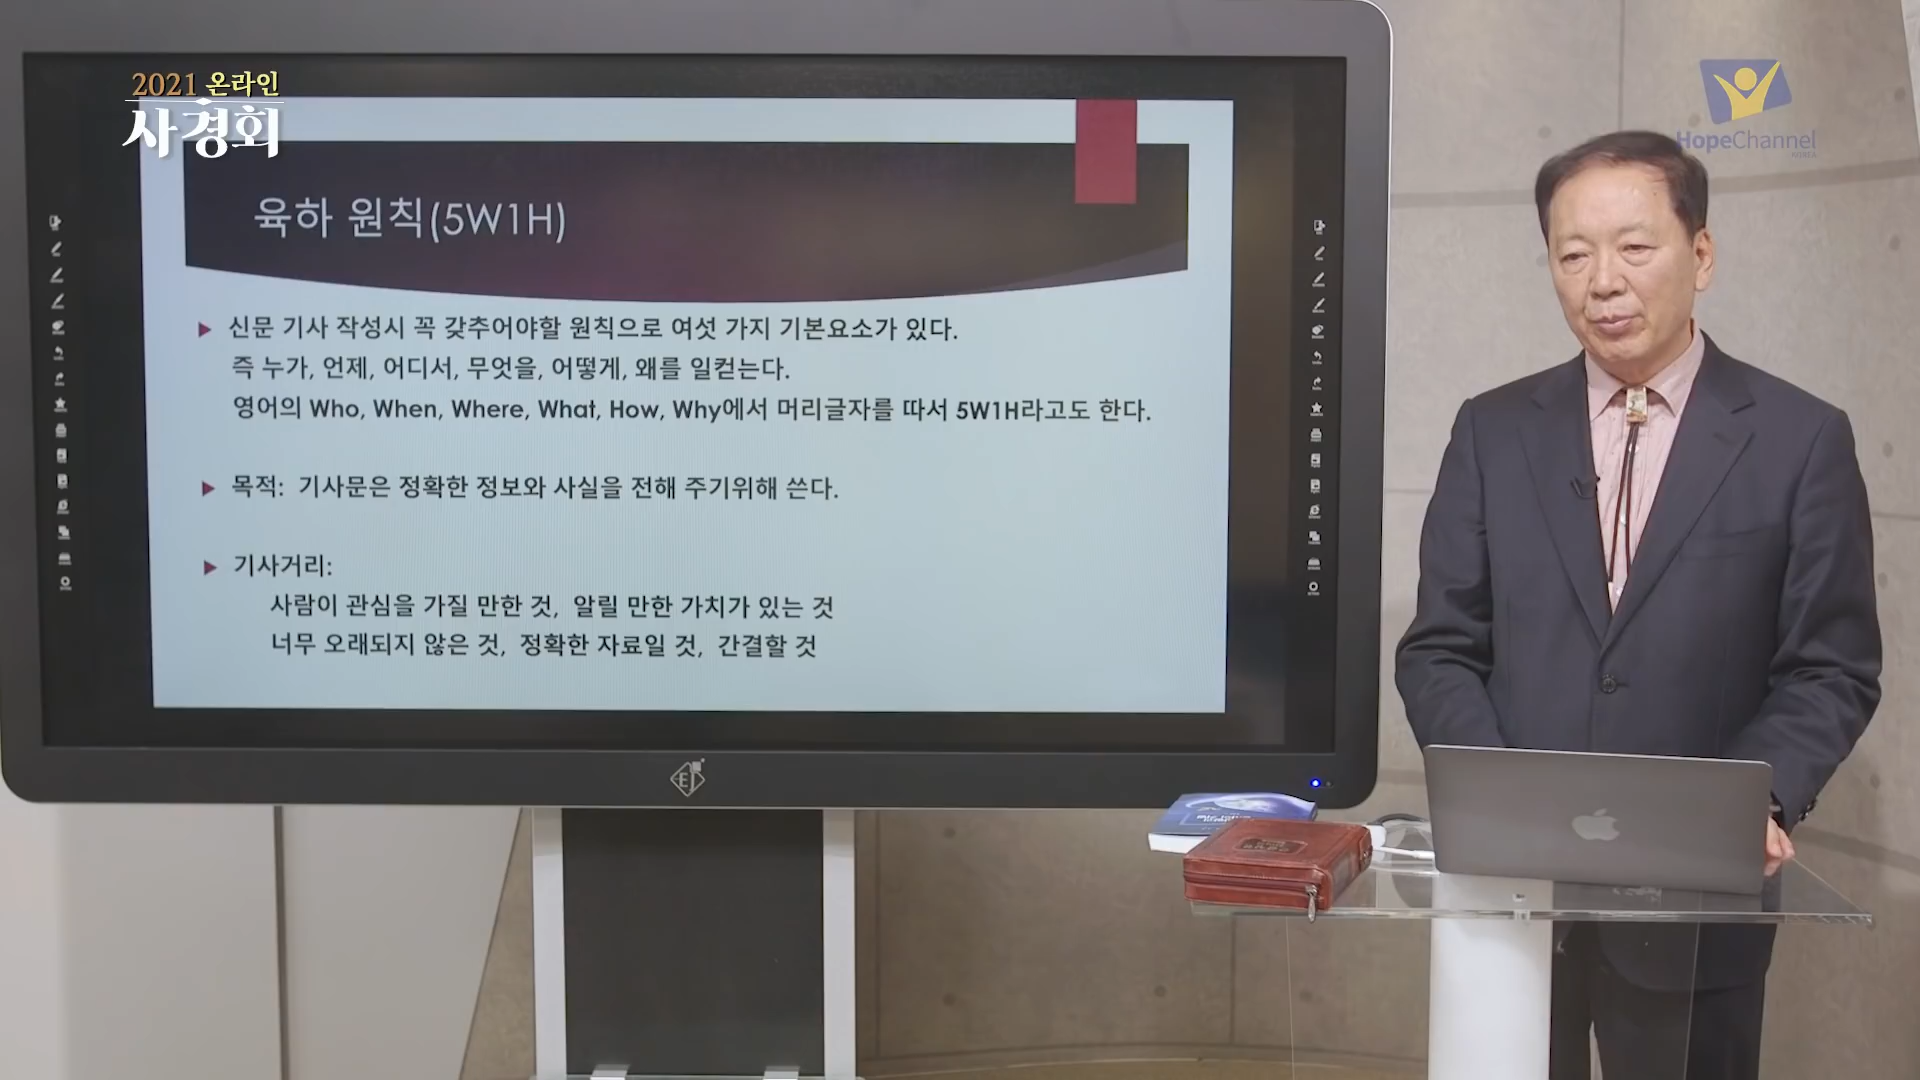 2021 온라인
사경회
HopeChannel
KOREA
육하 원칙(5W1H)
신문 기사 작성시 꼭 갖추어야할 원칙으로 여섯 가지 기본요소가 있다.
즉 누가, 언제, 어디서, 무엇을, 어떻게, 왜를 일컫는다.
영어의 Who, When, Where, What, How, Why에서 머리글자를 따서 5W1H라고도 한다.
목적: 기사문은 정확한 정보와 사실을 전해 주기위해 쓴다.
기사거리:
사람이 관심을 가질 만한 것, 알릴 만한 가치가 있는 것
너무 오래되지 않은 것, 정확한 자료일 것, 간결할 것